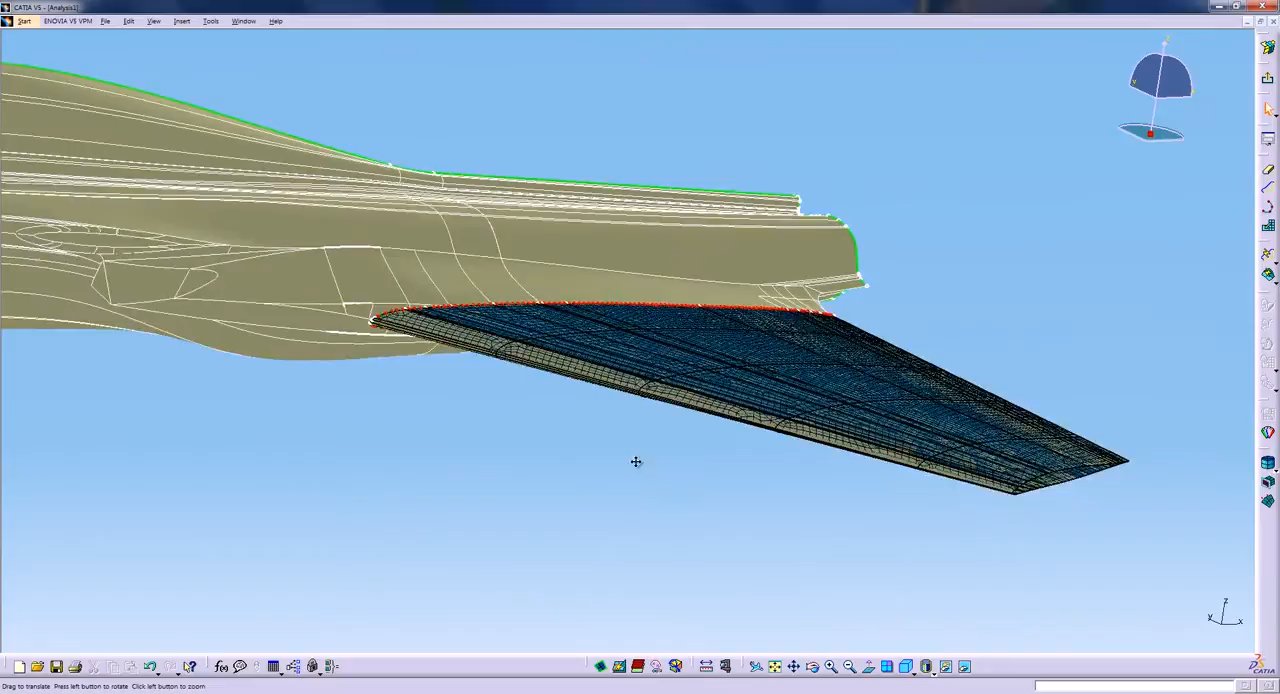 CATIA V5 - [Analysis1]
Start ENOVIA V5 VPM File Edit View Insert Tools Window Help
z
y x
f(x)
CATIA
Drag to translate Press left button to rotate Click left button to zoom